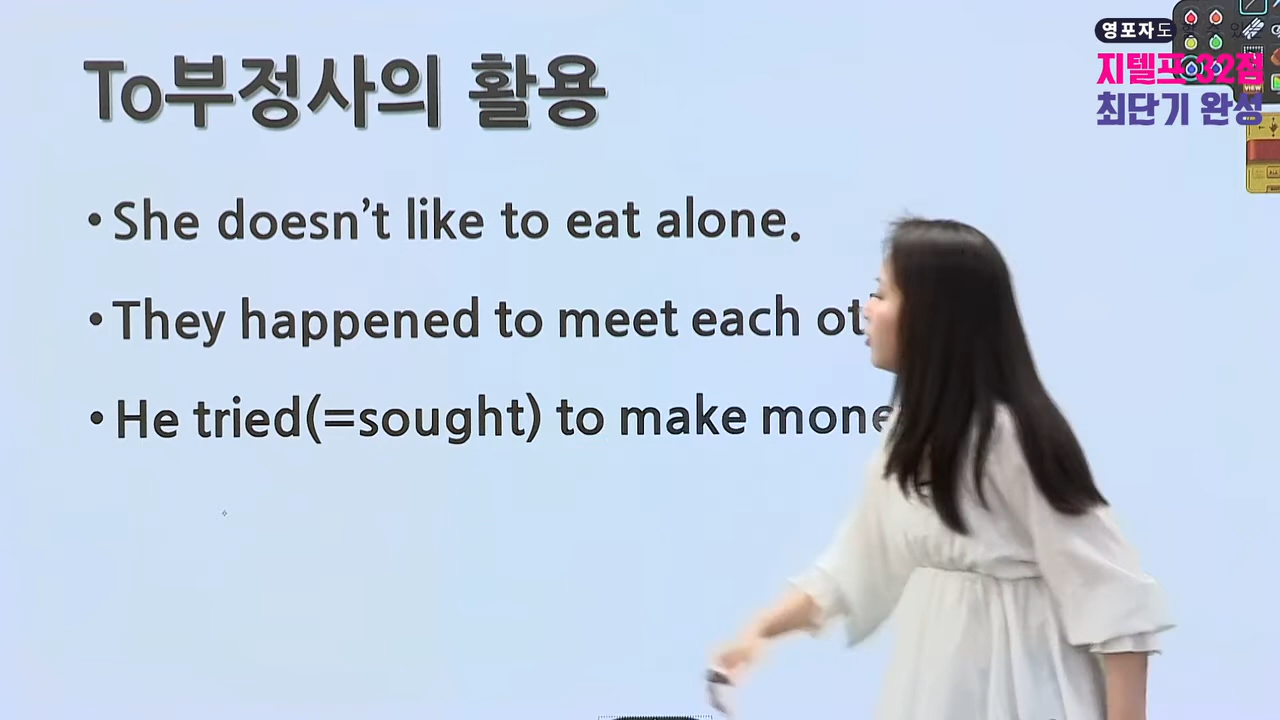 To부정사의 활용
• She doesn't like to eat alone.
• They happened to meet each
• He tried(=sought) to make
영포자도
지텔프 32점
최단기 완성